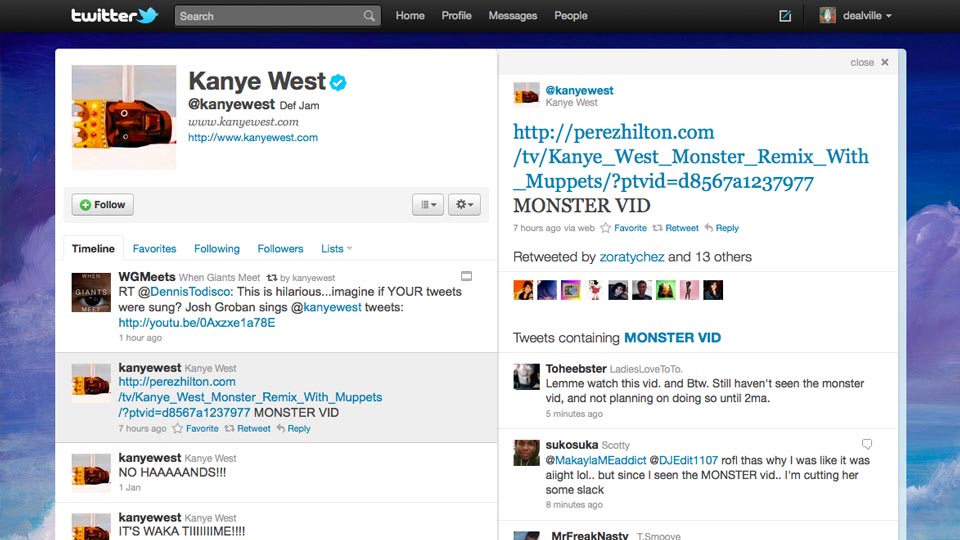 twitter
Search
Home
Profile
Messages
People
dealville
Kanye West
@kanyewest Def Jam
www.kanyewest.com
http://www.kanyewest.com
Follow
Timeline
Favorites
Following
Followers
Lists
WHEN
GIANTS
MEET
WGMeets When Giants Meet by kanyewest
RT @DennisTodisco: This is hilarious...imagine if YOUR tweets
were sung? Josh Groban sings @kanyewest tweets:
http://youtu.be/0Axzxe1a78E
1 hour ago
kanyewest Kanye West
http://perezhilton.com
/tv/Kanye_West_Monster_Remix_With_Muppets
/?ptvid=d8567a1237977 MONSTER VID
7 hours ago Favorite Retweet Reply
kanyewest Kanye West
NO HAAAAANDS!!!
1 Jan
kanyewest Kanye West
IT'S WAKA TIIIIIIIME!!!!
close
@kanyewest
Kanye West
http://perezhilton.com
/tv/Kanye_West_Monster_Remix_With
_Muppets/?ptvid=d8567a1237977
MONSTER VID
7 hours ago via web Favorite Retweet Reply
Retweeted by zoratychez and 13 others
Tweets containing MONSTER VID
Toheebster LadiesLoveToTo.
Lemme watch this vid. and Btw. Still haven't seen the monster
vid, and not planning on doing so until 2ma.
5 minutes ago
sukosuka Scotty
@MakaylaMEaddict @DJEdit1107 rofl thas why I was like it was
aiight lol.. but since I seen the MONSTER vid.. I'm cutting her
some slack
8 minutes ago
_MrFreakNasty_ T.Smoove